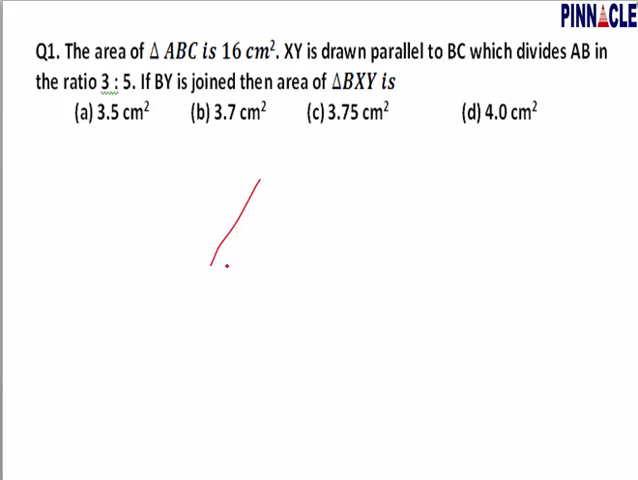 PINNACLE
Q1. The area of Δ ABC is 16 cm². XY is drawn parallel to BC which divides AB in
the ratio 3 : 5. If BY is joined then area of ΔBXY is
(a) 3.5 cm² (b) 3.7 cm² (c) 3.75 cm² (d) 4.0 cm²